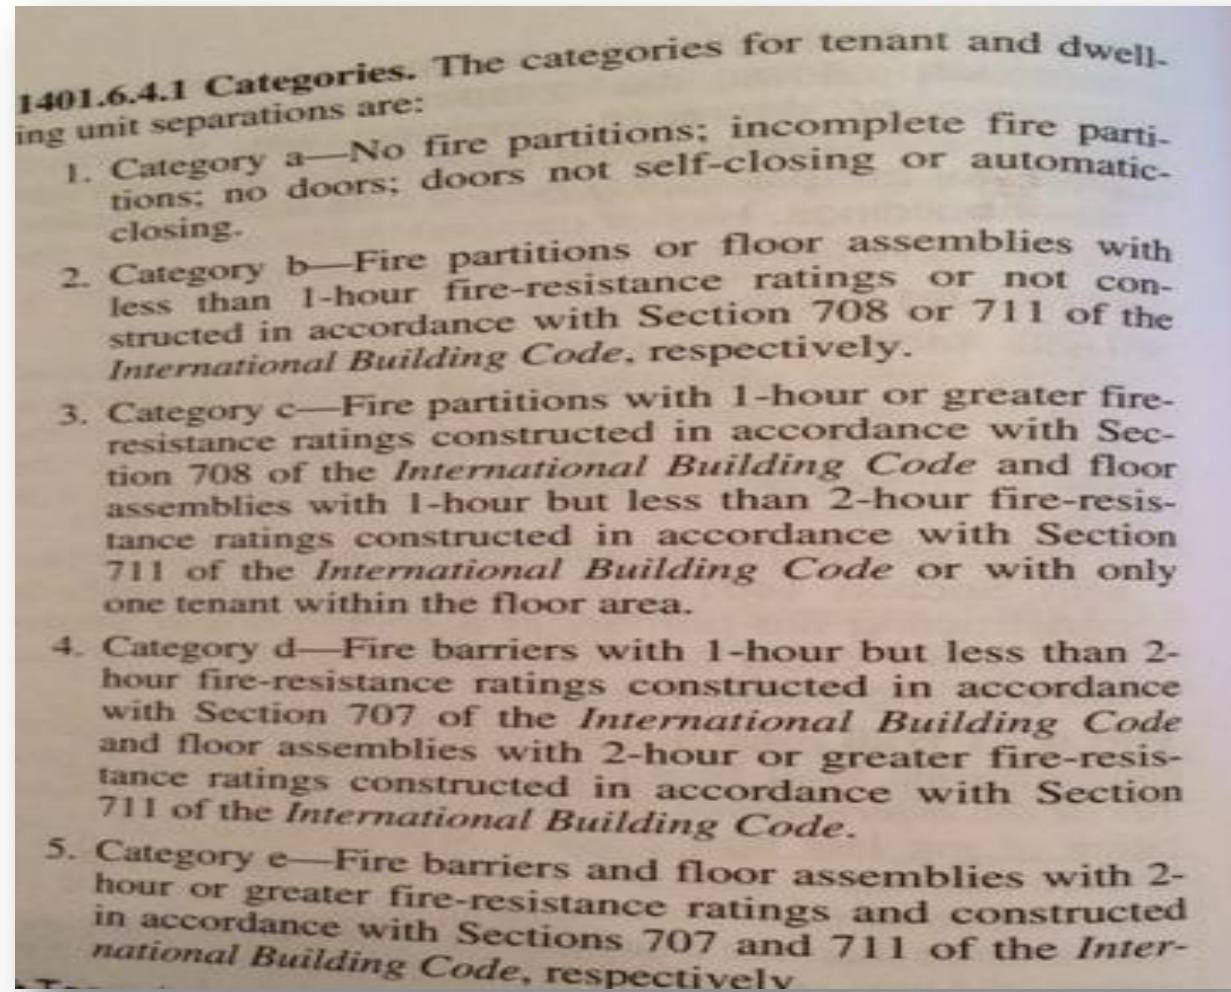 1401.6.4.1 Categories. The categories for tenant and dwell-
ing unit separations are:
1. Category a—No fire partitions; incomplete fire parti-
tions; no doors; doors not self-closing or automatic-
closing.
2. Category b—Fire partitions or floor assemblies with
less than 1-hour fire-resistance ratings or not con-
structed in accordance with Section 708 or 711 of the
International Building Code, respectively.
3. Category c—Fire partitions with 1-hour or greater fire-
resistance ratings constructed in accordance with Sec-
tion 708 of the International Building Code and floor
assemblies with 1-hour but less than 2-hour fire-resis-
tance ratings constructed in accordance with Section
711 of the International Building Code or with only
one tenant within the floor area.
4. Category d—Fire barriers with 1-hour but less than 2-
hour fire-resistance ratings constructed in accordance
with Section 707 of the International Building Code
and floor assemblies with 2-hour or greater fire-resis-
tance ratings constructed in accordance with Section
711 of the International Building Code.
5. Category e—Fire barriers and floor assemblies with 2-
hour or greater fire-resistance ratings and constructed
in accordance with Sections 707 and 711 of the Inter-
national Building Code, respectively